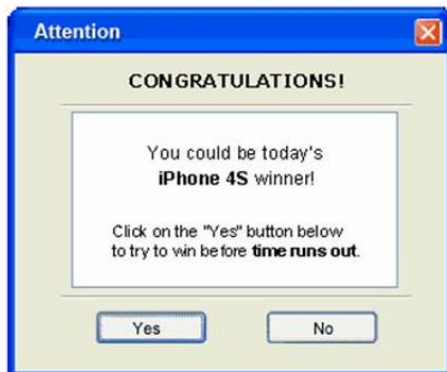 Attention
CONGRATULATIONS!
You could be today's
iPhone 4S winner!
Click on the "Yes" button below
to try to win before time runs out.
Yes No